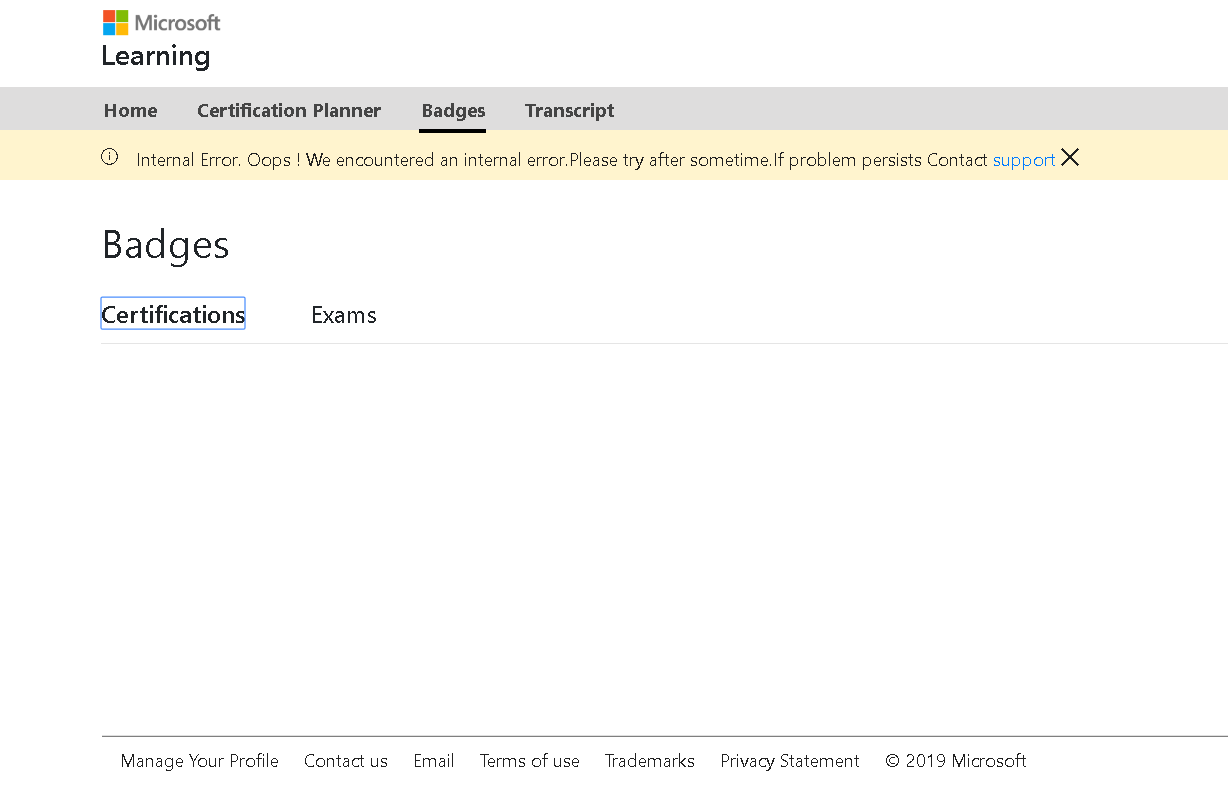 Microsoft
Learning
Home Certification Planner Badges Transcript
Internal Error. Oops ! We encountered an internal error.Please try after sometime.If problem persists Contact support
Badges
Certifications Exams
Manage Your Profile Contact us Email Terms of use Trademarks Privacy Statement © 2019 Microsoft